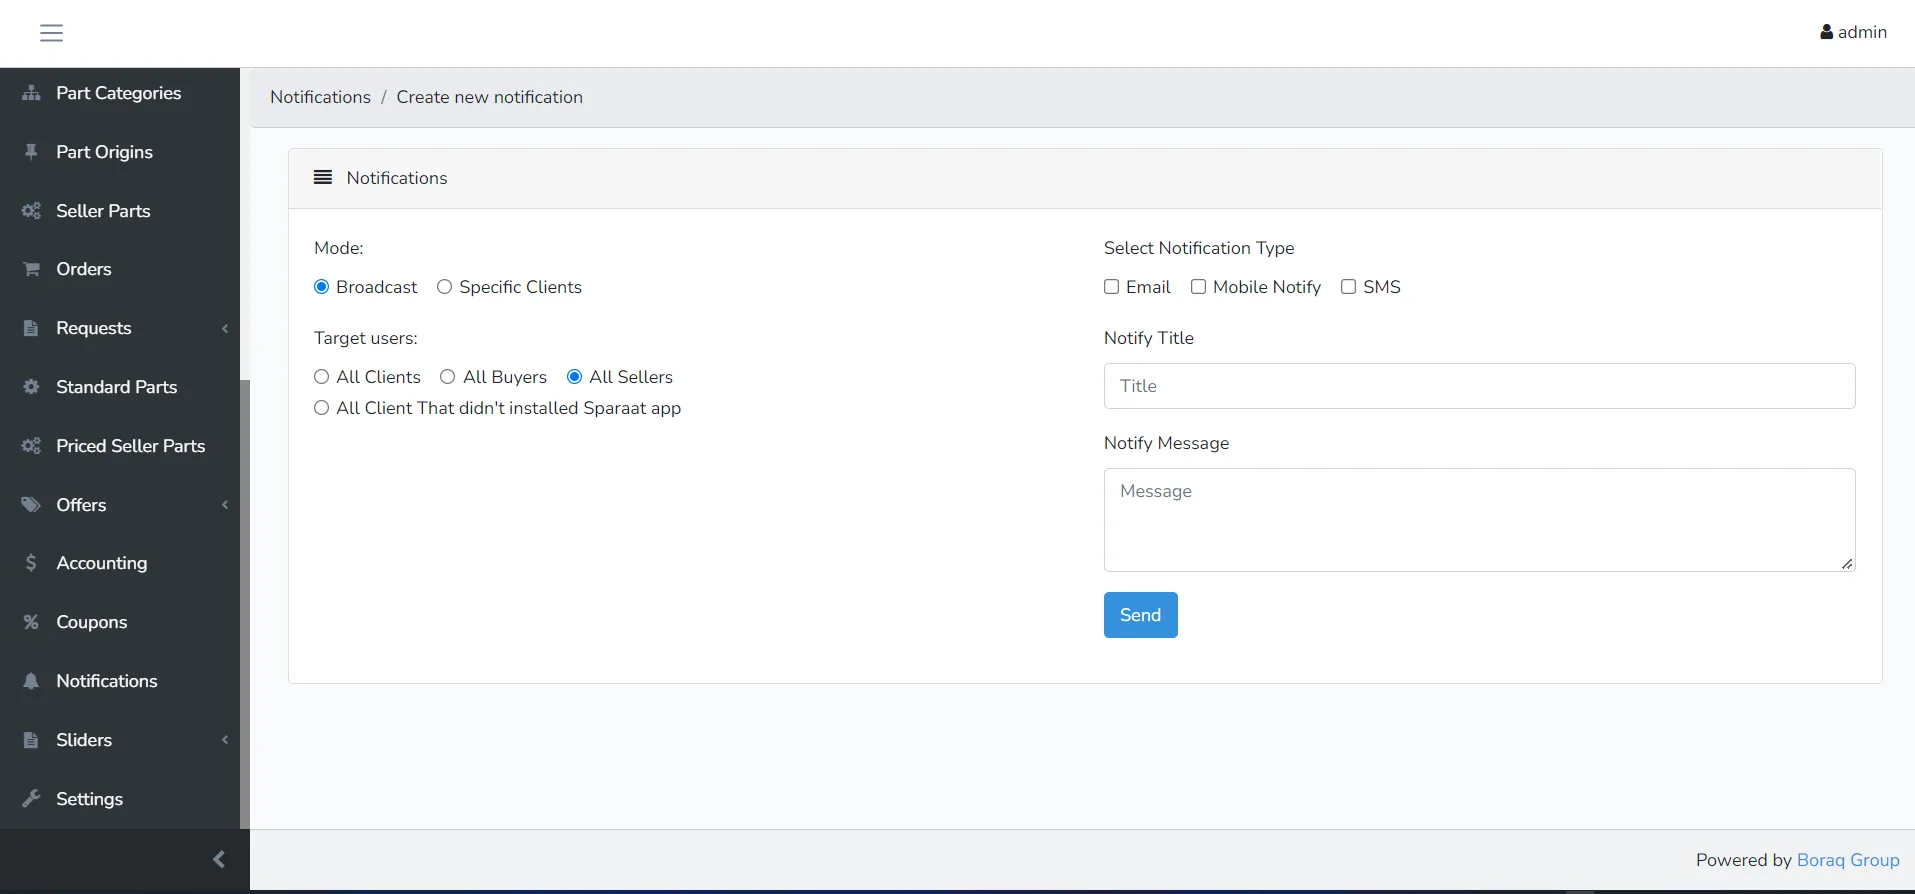 admin
Part Categories
Part Origins
Seller Parts
Orders
Requests
Standard Parts
Priced Seller Parts
Offers
Accounting
Coupons
Notifications
Sliders
Settings
Notifications / Create new notification
Notifications
Mode:
Broadcast Specific Clients
Target users:
All Clients All Buyers All Sellers
All Client That didn't installed Sparaat app
Select Notification Type
Email Mobile Notify SMS
Notify Title
Title
Notify Message
Message
Send
Powered by Boraq Group